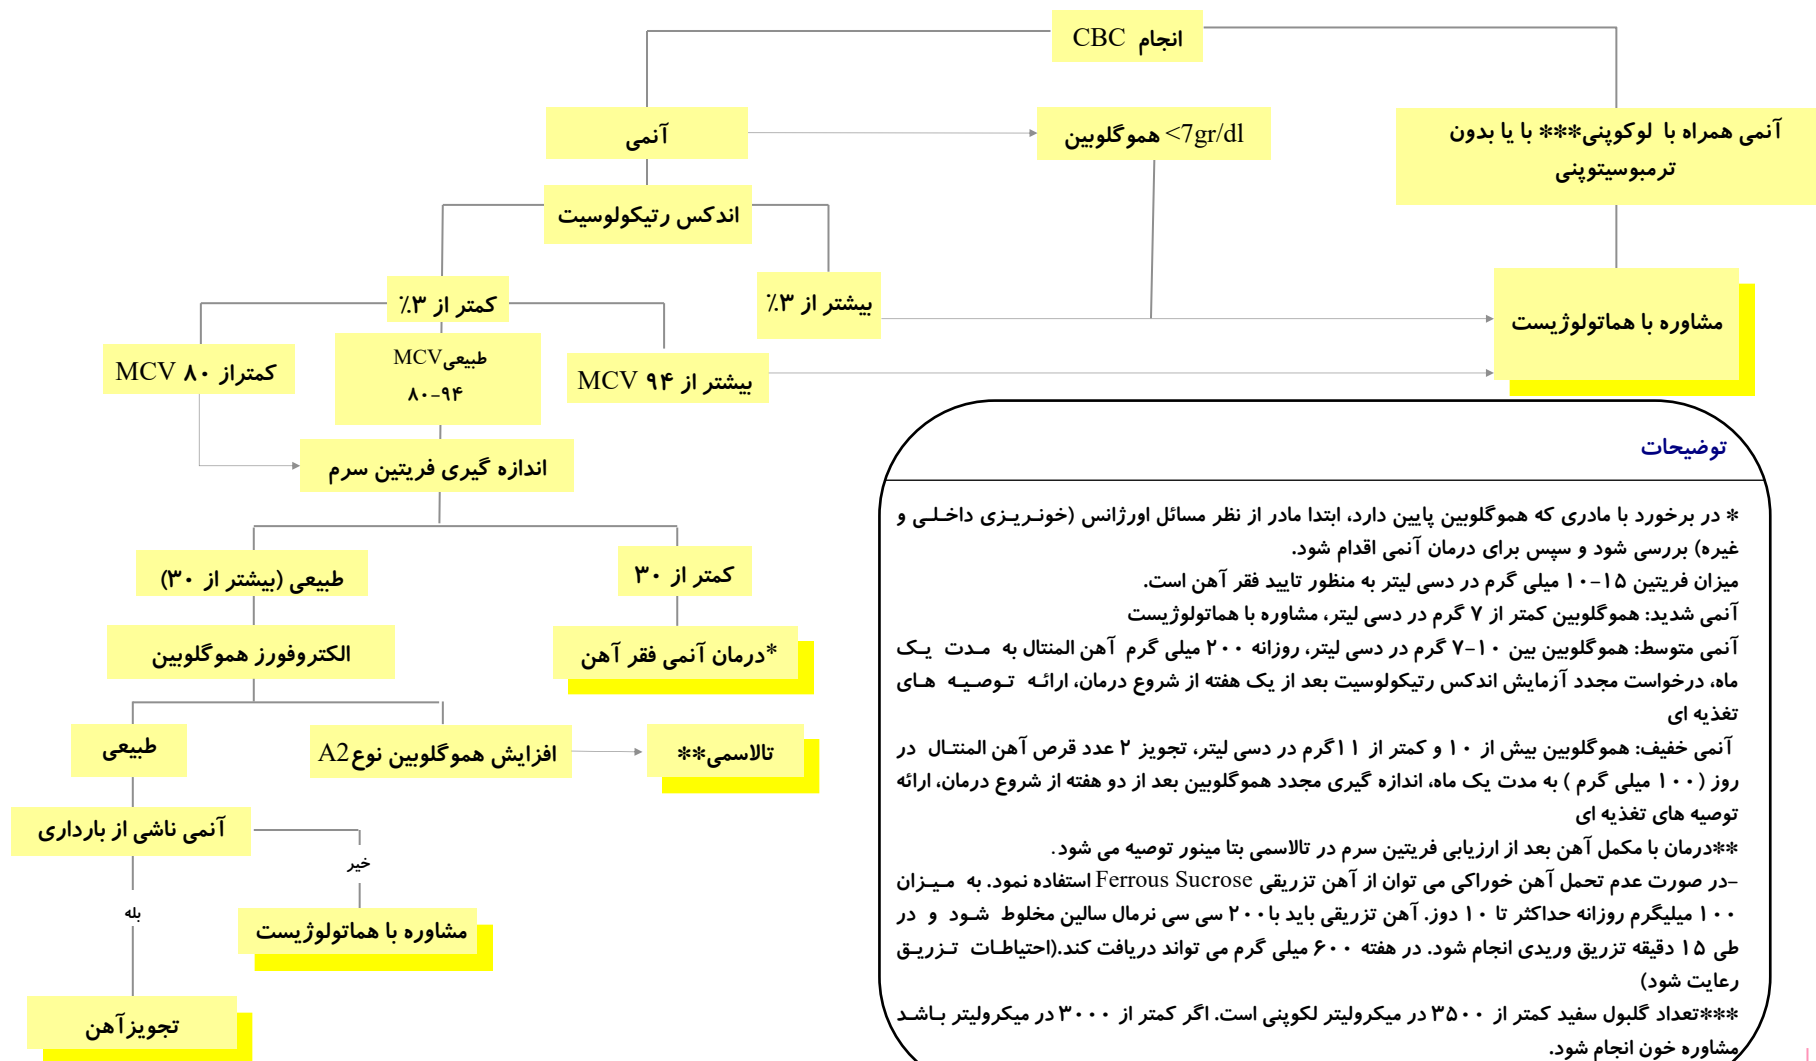 انجام CBC
آنمی
<7gr/dl هموگلوبین
آنمی همراه با لوکوپنی*** با یا بدون
ترمبوسیتوپنی
اندکس رتیکولوسیت
کمتر از ۳٪
بیشتر از ۳٪
مشاوره با هماتولوژیست
کمتراز ۸۰ MCV
طبیعیMCV
۸۰-۹۴
بیشتر از ۹۴ MCV
اندازه گیری فریتین سرم
طبیعی (بیشتر از ۳۰)
کمتر از ۳۰
الکتروفورز هموگلوبین
*درمان آنمی فقر آهن
طبیعی
افزایش هموگلوبین نوعA2
تالاسمی**
آنمی ناشی از بارداری
خیر
بله
مشاوره با هماتولوژیست
تجویزآهن
توضیحات
* در برخورد با مادری که هموگلوبین پایین دارد، ابتدا مادر از نظر مسائل اورژانس (خونریزی داخلی و
غیره) بررسی شود و سپس برای درمان آنمی اقدام شود.
میزان فریتین ۱۵-۱۰ میلی گرم در دسی لیتر به منظور تایید فقر آهن است.
آنمی شدید: هموگلوبین کمتر از ۷ گرم در دسی لیتر، مشاوره با هماتولوژیست
آنمی متوسط: هموگلوبین بین ۱۰-۷ گرم در دسی لیتر، روزانه ۲۰۰ میلی گرم آهن المنتال به مدت یک
ماه، درخواست مجدد آزمایش اندکس رتیکولوسیت بعد از یک هفته از شروع درمان، ارائه توصیه های
تغذیه ای
آنمی خفیف: هموگلوبین بیش از ۱۰ و کمتر از ۱۱گرم در دسی لیتر، تجویز ۲ عدد قرص آهن المنتال در
روز (۱۰۰ میلی گرم ) به مدت یک ماه، اندازه گیری مجدد هموگلوبین بعد از دو هفته از شروع درمان، ارائه
توصیه های تغذیه ای
**درمان با مکمل آهن بعد از ارزیابی فریتین سرم در تالاسمی بتا مینور توصیه می شود.
-در صورت عدم تحمل آهن خوراکی می توان از آهن تزریقی Ferrous Sucrose استفاده نمود. به میزان
۱۰۰ میلیگرم روزانه حداکثر تا ۱۰ دوز. آهن تزریقی باید با۲۰۰ سی سی نرمال سالین مخلوط شود و در
طی ۱۵ دقیقه تزریق وریدی انجام شود. در هفته ۶۰۰ میلی گرم می تواند دریافت کند.(احتیاطات تزریق
رعایت شود)
***تعداد گلبول سفید کمتر از ۳۵۰۰ در میکرولیتر لکوپنی است. اگر کمتر از ۳۰۰۰ در میکرولیتر باشد
مشاوره خون انجام شود.